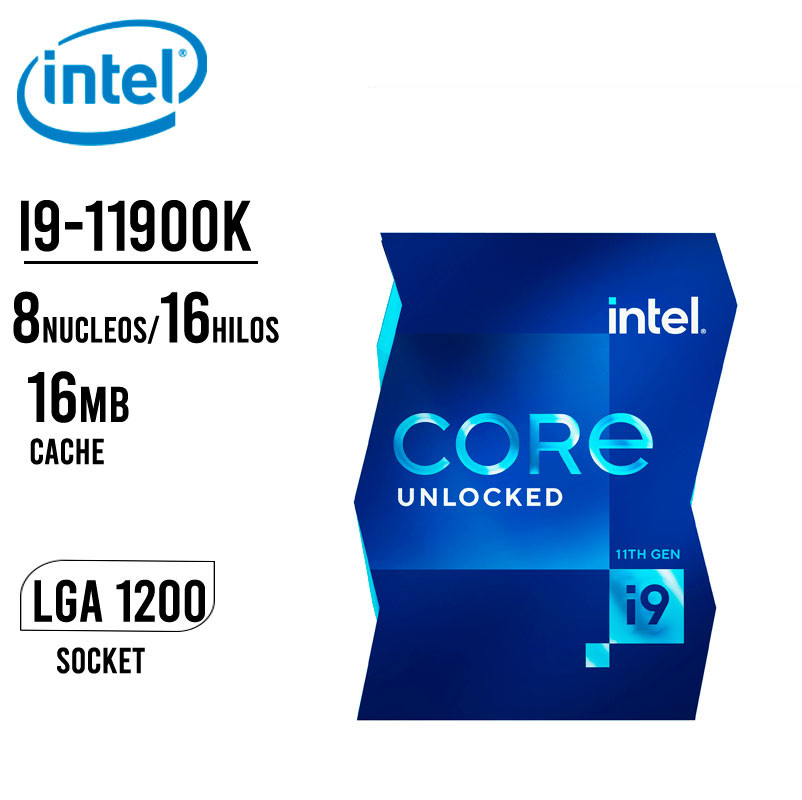 intel®
I9-11900K
8NUCLEOS/16HILOS
16MB
CACHE
LGA 1200
SOCKET
intel.
CORE
UNLOCKED
11TH GEN
i9